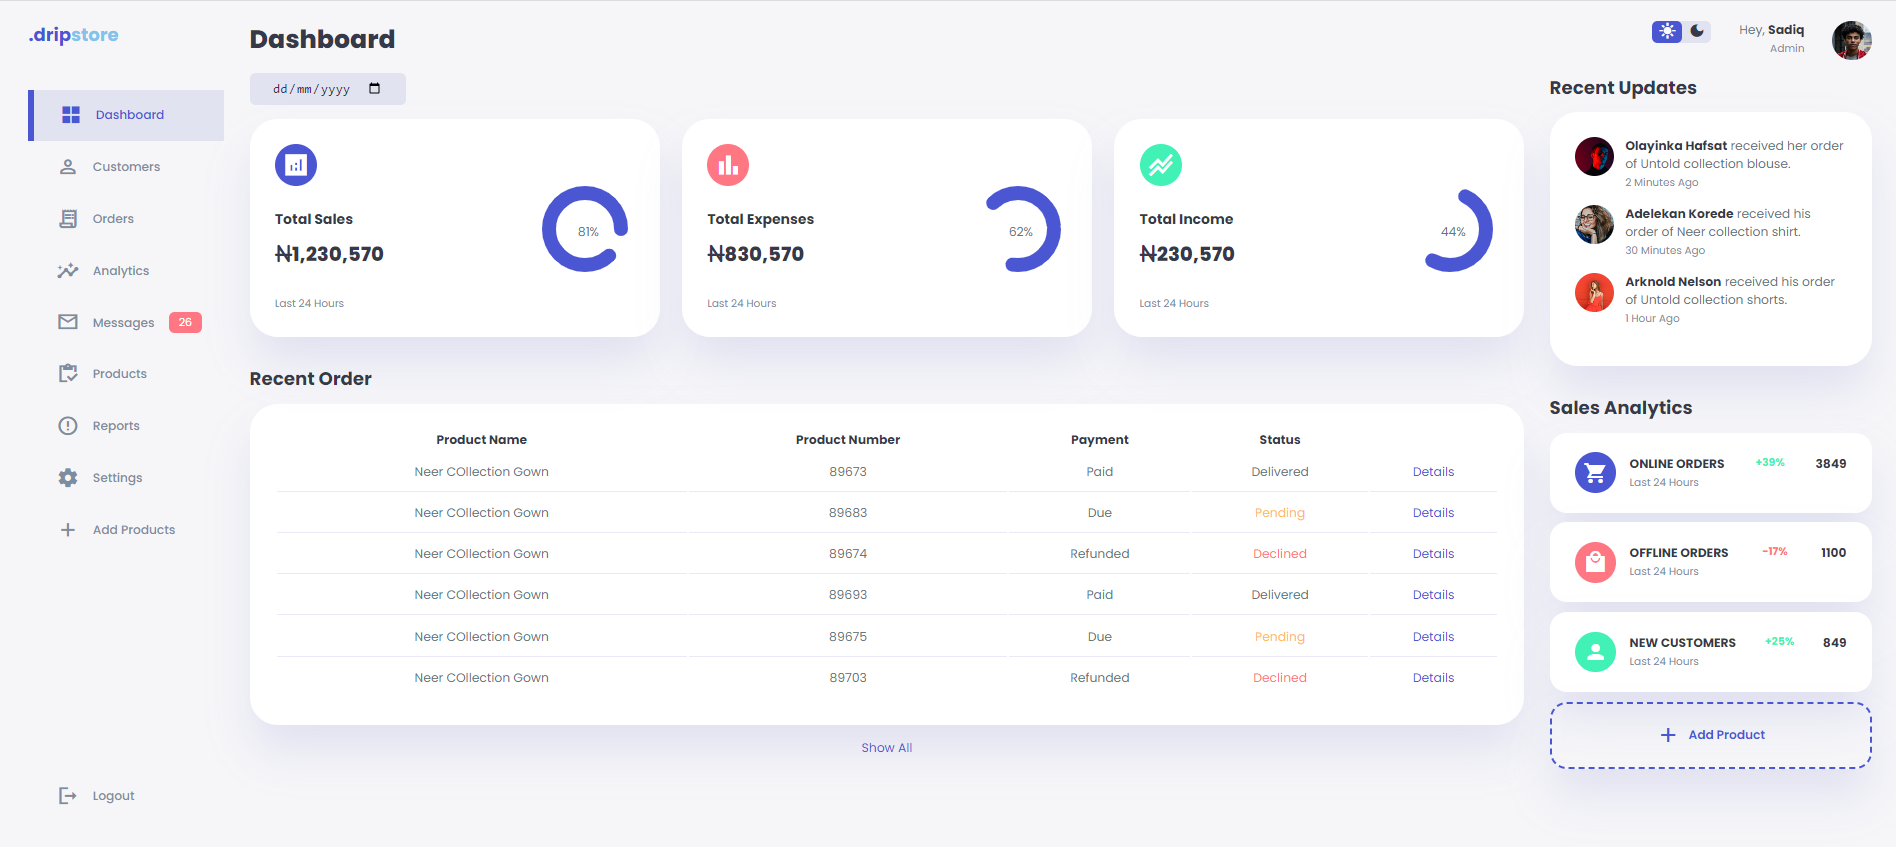 .dripstore
Dashboard
Customers
Orders
Analytics
Messages 26
Products
Reports
Settings
Add Products
Logout
Dashboard
dd/mm/yyyy
Total Sales
₦1,230,570
81%
Last 24 Hours
Total Expenses
₦830,570
62%
Last 24 Hours
Total Income
₦230,570
44%
Last 24 Hours
Recent Order
Product Name Product Number Payment Status
Neer COllection Gown 89673 Paid Delivered Details
Neer COllection Gown 89683 Due Pending Details
Neer COllection Gown 89674 Refunded Declined Details
Neer COllection Gown 89693 Paid Delivered Details
Neer COllection Gown 89675 Due Pending Details
Neer COllection Gown 89703 Refunded Declined Details
Show All
Hey, Sadiq
Admin
Recent Updates
Olayinka Hafsat received her order
of Untold collection blouse.
2 Minutes Ago
Adelekan Korede received his
order of Neer collection shirt.
30 Minutes Ago
Arknold Nelson received his order
of Untold collection shorts.
1 Hour Ago
Sales Analytics
ONLINE ORDERS +39% 3849
Last 24 Hours
OFFLINE ORDERS -17% 1100
Last 24 Hours
NEW CUSTOMERS +25% 849
Last 24 Hours
Add Product